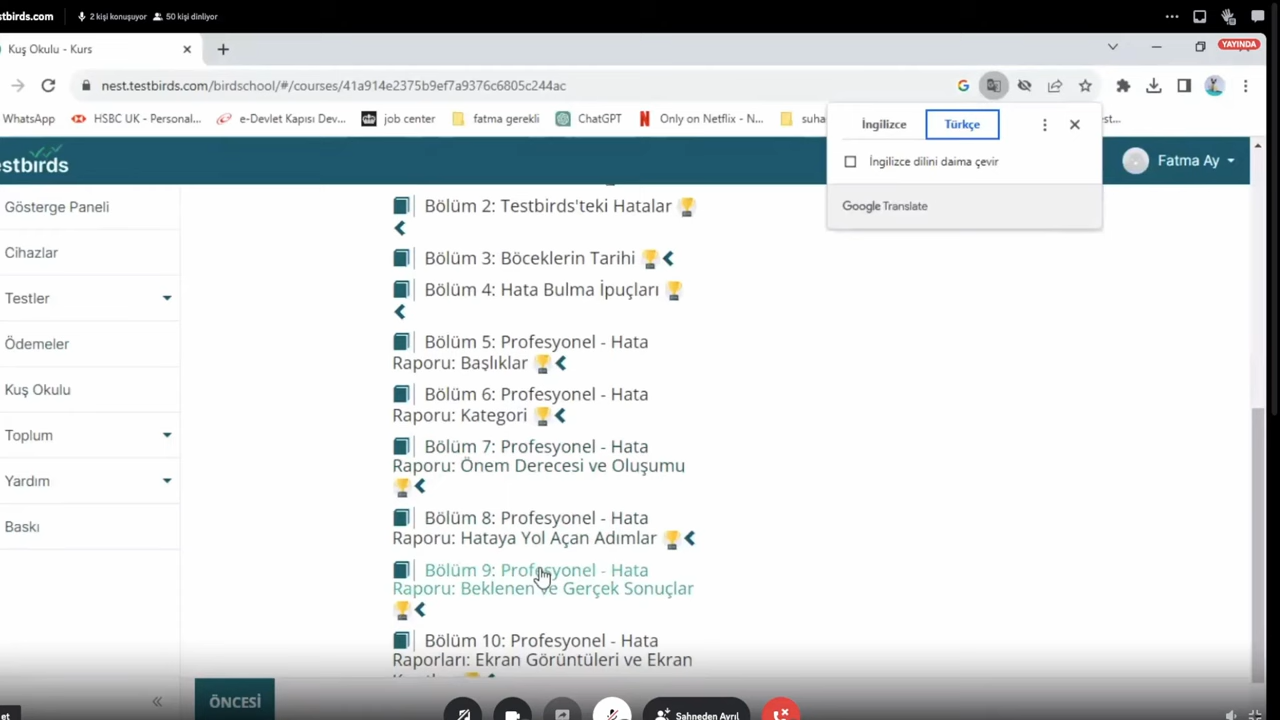 stbirds.com
2 kişi konuşuyor 50 kişi dinliyor
Kuş Okulu - Kurs
YAYINDA
nest.testbirds.com/birdschool/#/courses/41a914e2375b9ef7a9376c6805c244ac
WhatsApp HSBC UK - Personal... e-Devlet Kapısı Dev... job center fatma gerekli ChatGPT Only on Netflix - N... suha est...
İngilizce Türkçe
İngilizce dilini daima çevir
Google Translate
stbirds
Fatma Ay
Gösterge Paneli
Cihazlar
Testler
Ödemeler
Kuş Okulu
Toplum
Yardım
Baskı
Bölüm 2: Testbirds'teki Hatalar
Bölüm 3: Böceklerin Tarihi
Bölüm 4: Hata Bulma İpuçları
Bölüm 5: Profesyonel - Hata
Raporu: Başlıklar
Bölüm 6: Profesyonel - Hata
Raporu: Kategori
Bölüm 7: Profesyonel - Hata
Raporu: Önem Derecesi ve Oluşumu
Bölüm 8: Profesyonel - Hata
Raporu: Hataya Yol Açan Adımlar
Bölüm 9: Profesyonel - Hata
Raporu: Beklenen ve Gerçek Sonuçlar
Bölüm 10: Profesyonel - Hata
Raporları: Ekran Görüntüleri ve Ekran
ÖNCESİ
et
Sahneden Ayrıl